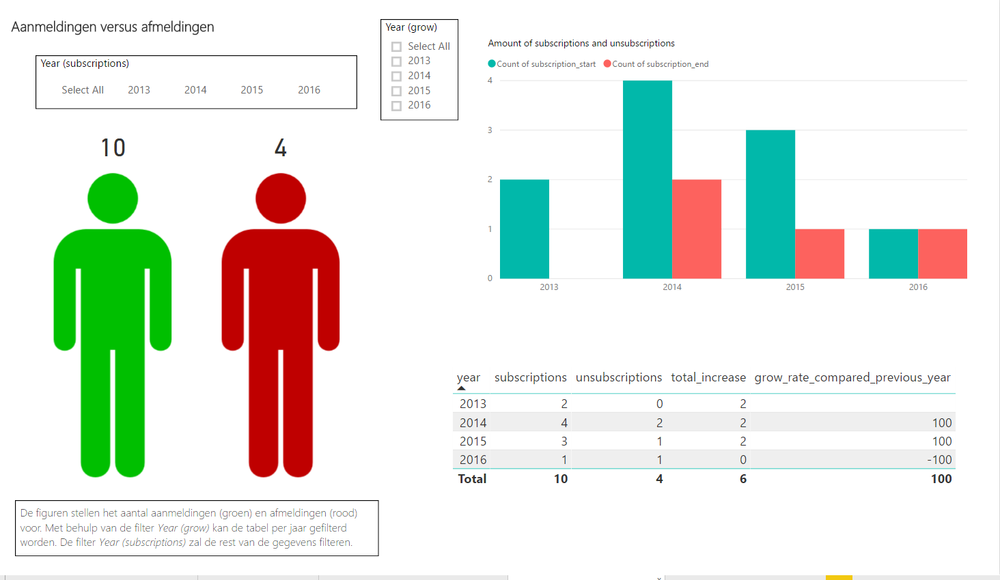 Aanmeldingen versus afmeldingen
Year (subscriptions)
Select All 2013 2014 2015 2016
Year (grow)
Select All
2013
2014
2015
2016
10 4
De figuren stellen het aantal aanmeldingen (groen) en afmeldingen (rood)
voor. Met behulp van de filter Year (grow) kan de tabel per jaar gefilterd
worden. De filter Year (subscriptions) zal de rest van de gegevens filteren.
Amount of subscriptions and unsubscriptions
Count of subscription_start Count of subscription_end
4
3
2
1
0
2013 2014 2015 2016
year subscriptions unsubscriptions total_increase grow_rate_compared_previous_year
2013 2 0 2
2014 4 2 2 100
2015 3 1 2 100
2016 1 1 0 -100
Total 10 4 6 100
x